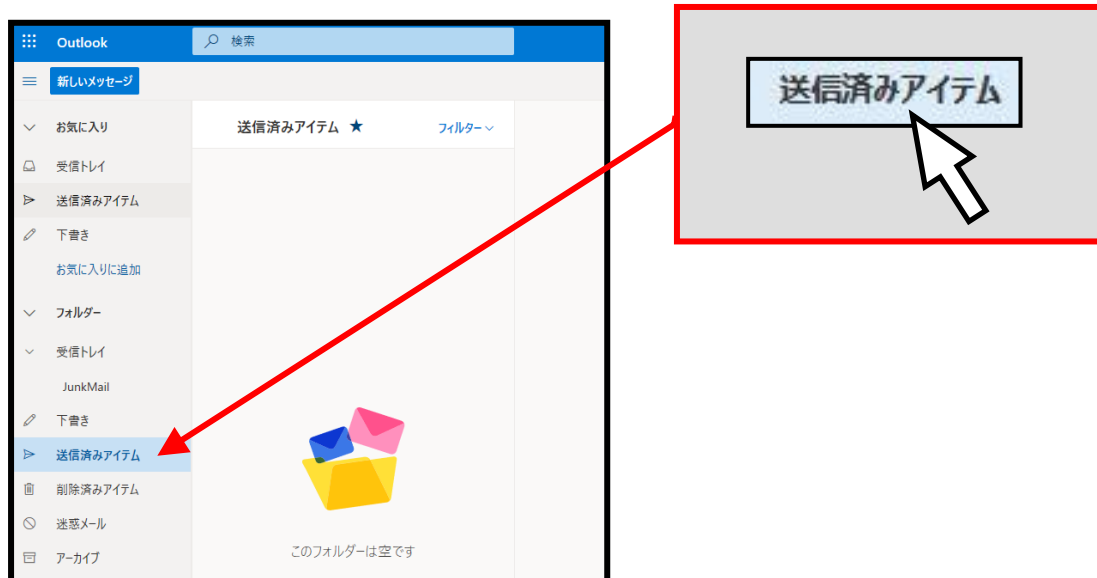 Outlook
検索
新しいメッセージ
お気に入り
送信済みアイテム ★
フィルター
受信トレイ
送信済みアイテム
下書き
お気に入りに追加
フォルダー
受信トレイ
JunkMail
下書き
送信済みアイテム
削除済みアイテム
迷惑メール
アーカイブ
このフォルダーは空です
送信済みアイテム